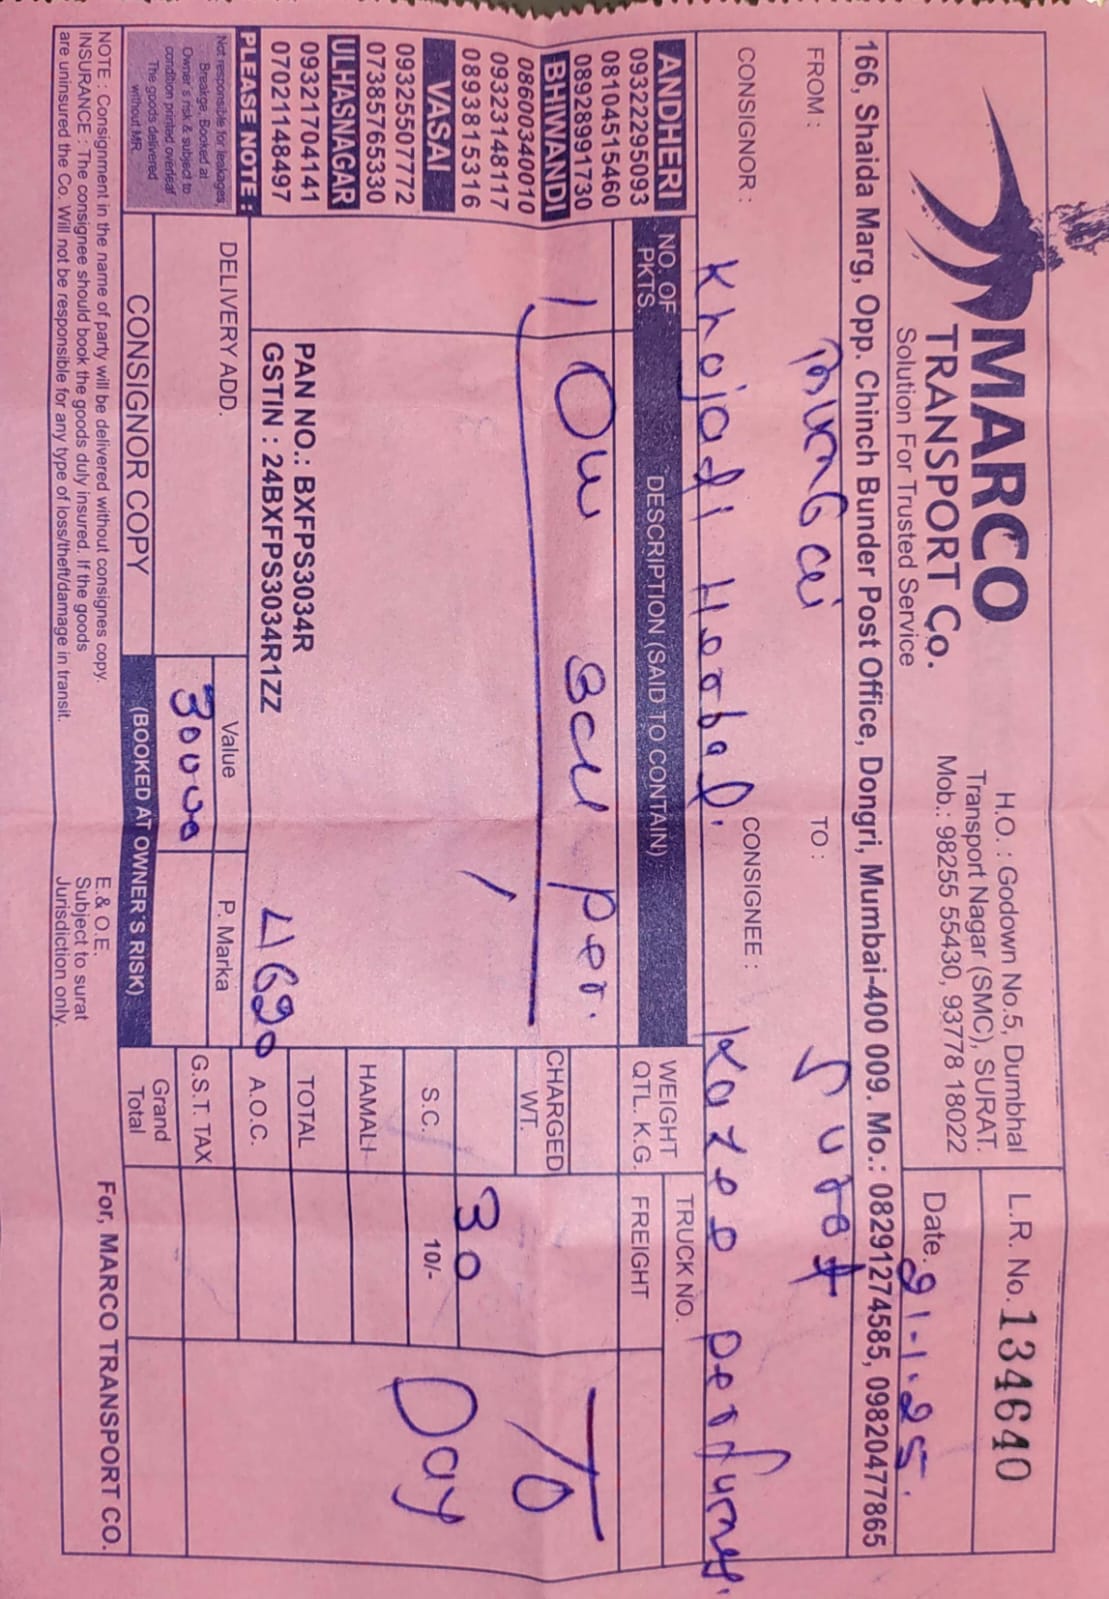 MARCO
TRANSPORT Co.
Solution For Trusted Service
H.O. : Godown No.5, Dumbhal
Transport Nagar (SMC), SURAT.
Mob.: 98255 55430, 93778 18022
L.R. No. 134640
Date. 21-1-25.
166, Shaida Marg, Opp. Chinch Bunder Post Office, Dongri, Mumbai-400 009. Mo.: 08291274585, 09820477865
FROM : Mumbai
TO : Surat
CONSIGNOR : Khojati Heerbal.
CONSIGNEE : Kazee perfumes.
ANDHERI
09322295093
08104515460
08928991730
BHIWANDI
08600340010
09323148117
08938153316
VASAI
09325507772
07385765330
ULHASNAGAR
09321704141
07021148497
PLEASE NOTE :
Not responsible for leakages,
Breakge, Booked at
Owner's risk & subject to
condition printed overleaf
The goods delivered
without MR.
NO. OF
PKTS.
DESCRIPTION (SAID TO CONTAIN)
WEIGHT
QTL. K.G.
TRUCK NO.
FREIGHT
1
per.
CHARGED
WT.
30
To
Day
S.C. 10/-
HAMALI
TOTAL
A.O.C.
G.S.T. TAX
Grand
Total
PAN NO.: BXFPS3034R
GSTIN : 24BXFPS3034R1ZZ
4690
DELIVERY ADD.
Value
30000
P. Marka
CONSIGNOR COPY
(BOOKED AT OWNER'S RISK)
NOTE : Consignment in the name of party will be delivered without consignes copy.
INSURANCE : The consignee should book the goods duly insured. If the goods
are uninsured the Co. Will not be responsible for any type of loss/theft/damage in transit.
E.& O.E.
Subject to surat
Jurisdiction only.
For, MARCO TRANSPORT CO.